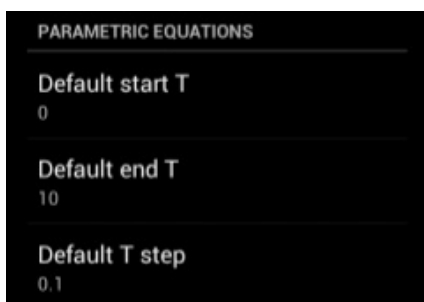 PARAMETRIC EQUATIONS
Default start T
0
Default end T
10
Default T step
0.1